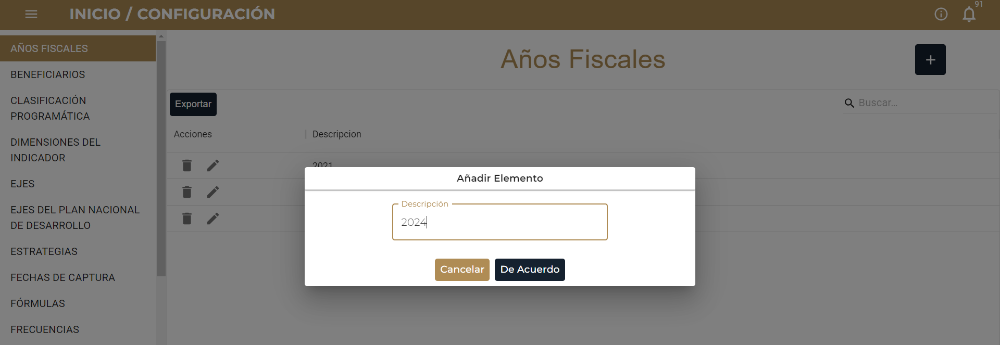 INICIO / CONFIGURACIÓN
91
AÑOS FISCALES
BENEFICIARIOS
CLASIFICACIÓN
PROGRAMÁTICA
DIMENSIONES DEL
INDICADOR
EJES
EJES DEL PLAN NACIONAL
DE DESARROLLO
ESTRATEGIAS
FECHAS DE CAPTURA
FÓRMULAS
FRECUENCIAS
Años Fiscales
+
Exportar
Buscar...
Acciones
Descripcion
2021
Añadir Elemento
Descripción
2024
Cancelar
De Acuerdo